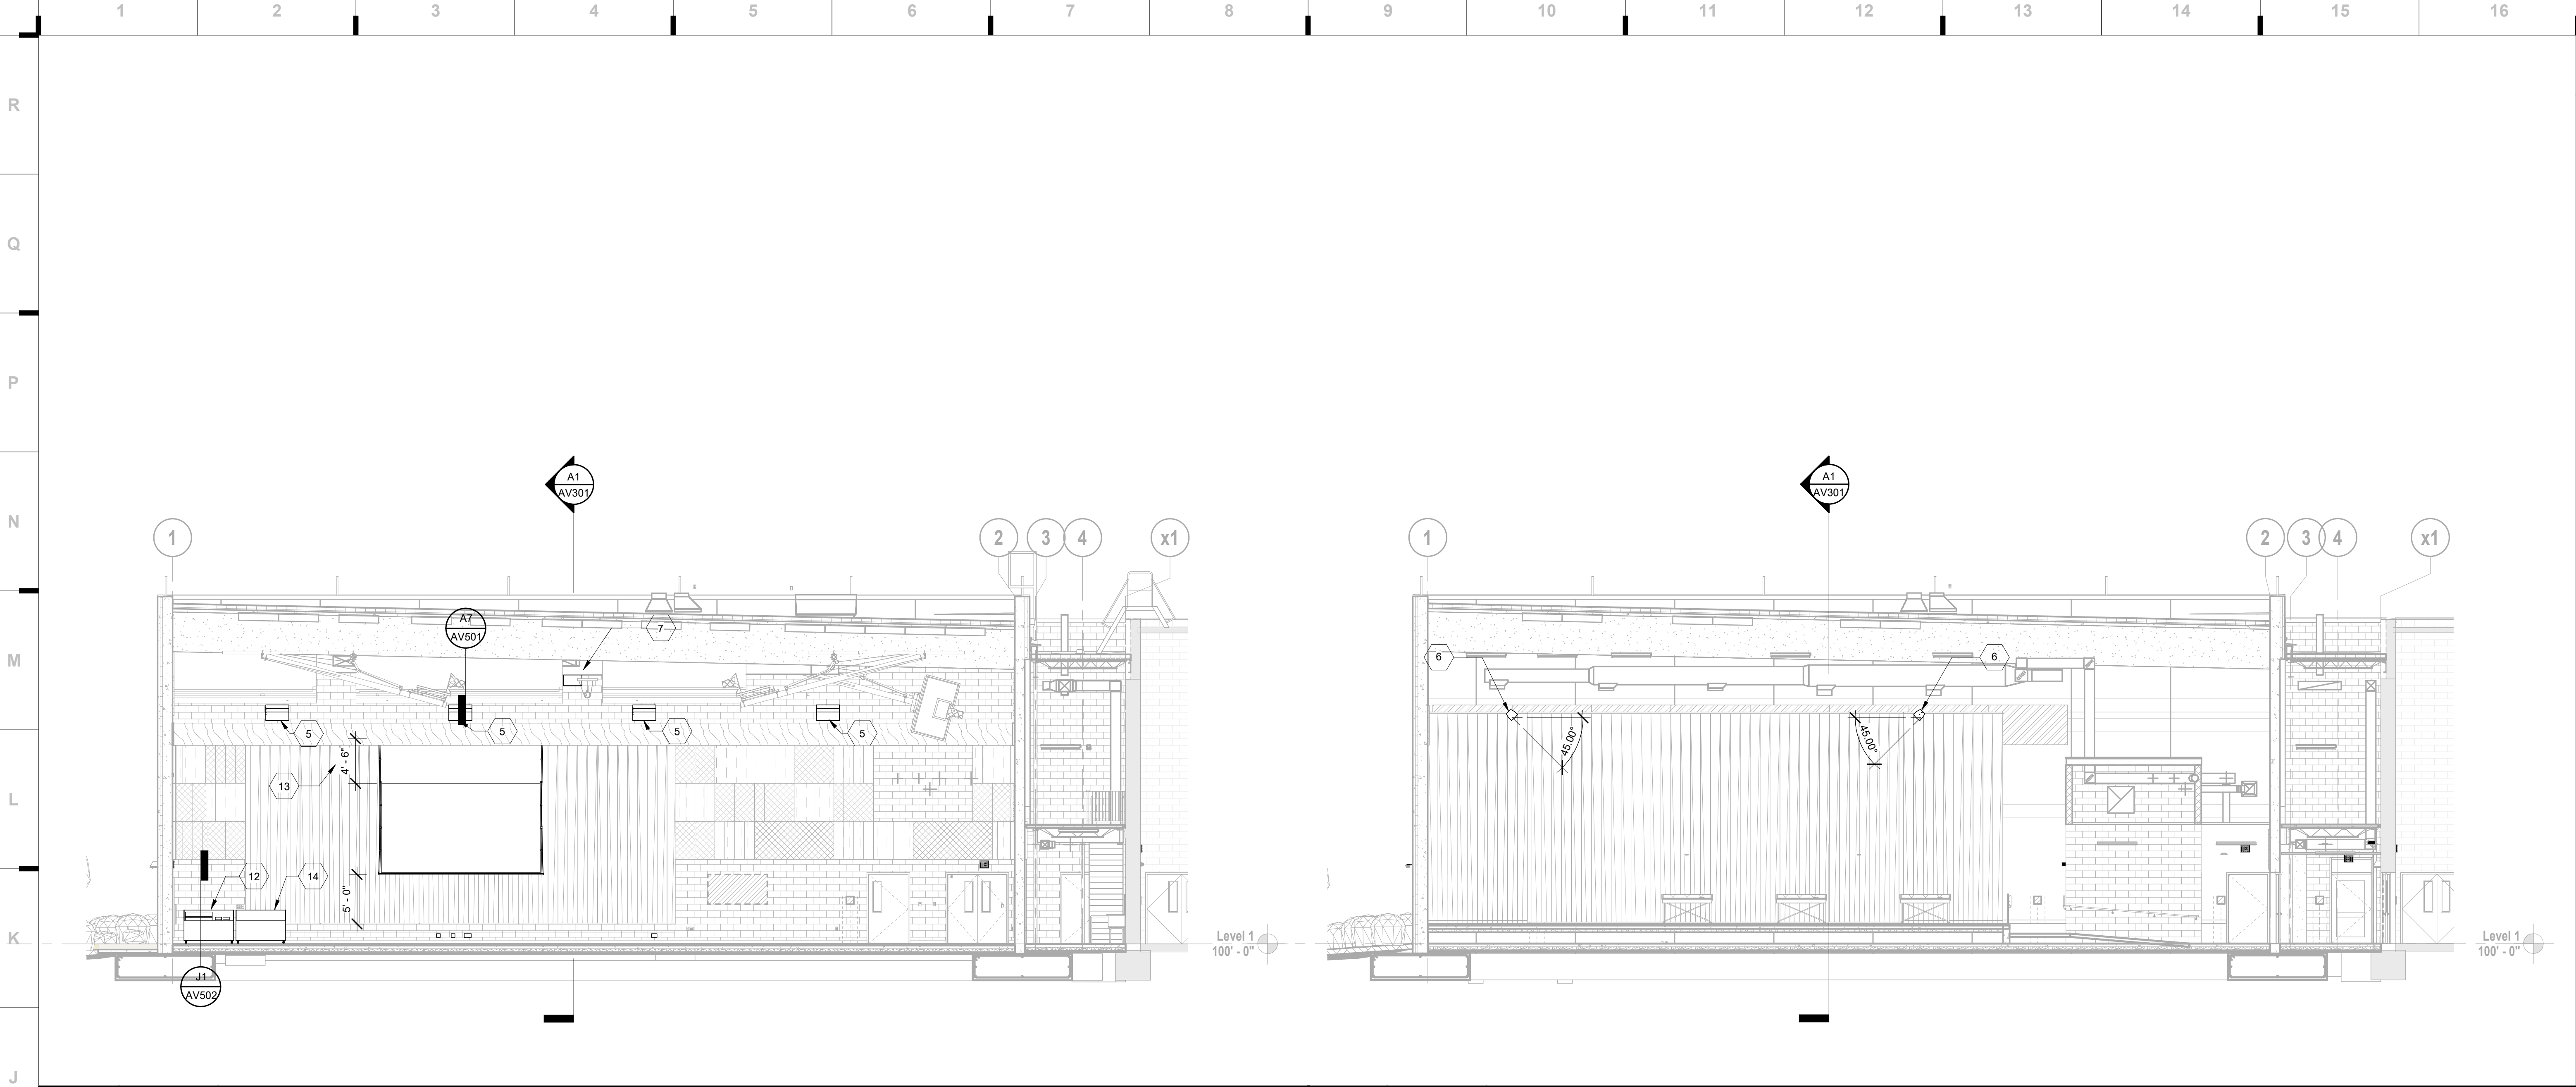 1 2 3 4 5 6 7 8 9 10 11 12 13 14 15 16
R
Q
P
N
M
L
K
J
A1
AV301
1 2 3 4 x1
A7
AV501
7
5 5 5 5
4' - 6"
13
12 14
5' - 0"
Level 1
100' - 0"
J1
AV502
A1
AV301
1 2 3 4 x1
6 6
45.00° 45.00°
Level 1
100' - 0"